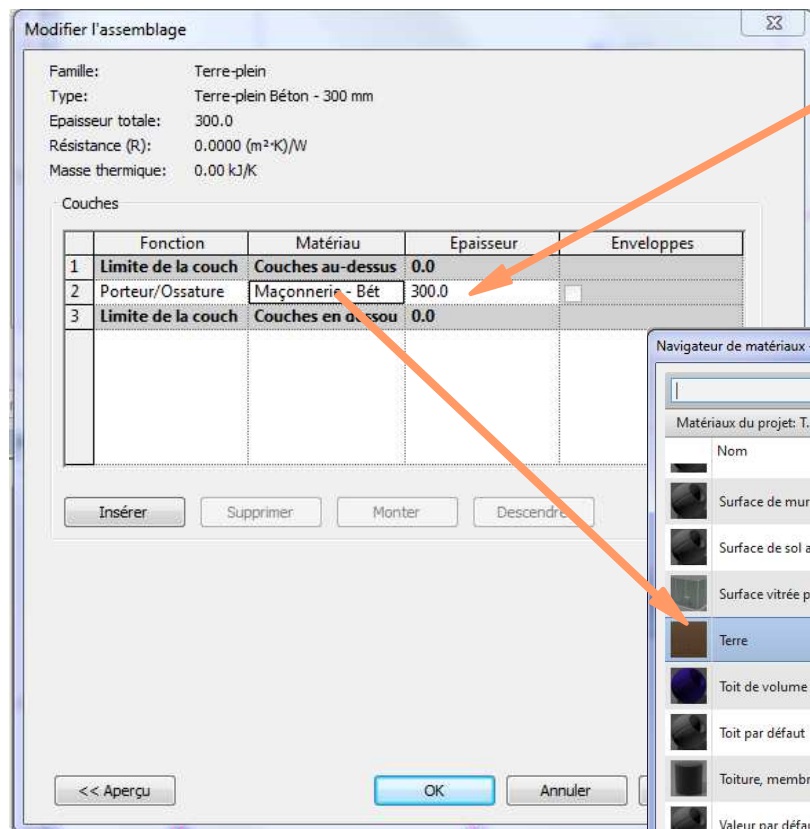 Modifier l'assemblage
Famille: Terre-plein
Type: Terre-plein Béton - 300 mm
Epaisseur totale: 300.0
Résistance (R): 0.0000 (m²·K)/W
Masse thermique: 0.00 kJ/K
Couches
Fonction Matériau Epaisseur Enveloppes
1 Limite de la couch Couches au-dessus 0.0
2 Porteur/Ossature Maçonnerie - Bét 300.0
3 Limite de la couch Couches en dessou 0.0
Insérer Supprimer Monter Descendre
<< Aperçu OK Annuler
Navigateur de matériaux -
Matériaux du projet: T.
Nom
Surface de mur
Surface de sol a
Surface vitrée p
Terre
Toit de volume
Toit par défaut
Toiture, membr
Valeur par défau